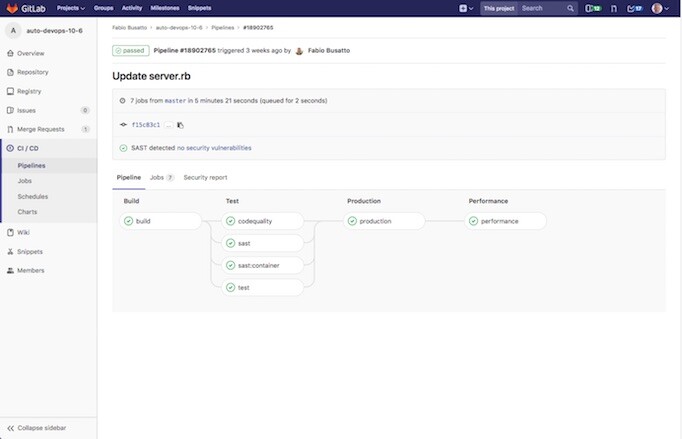 GitLab Projects Groups Activity Milestones Snippets This project Search 12 17
A auto-devops-10-6
Overview
Repository
Registry
Issues 0
Merge Requests 1
CI / CD
Pipelines
Jobs
Schedules
Charts
Wiki
Snippets
Members
Collapse sidebar
Fabio Busatto > auto-devops-10-6 > Pipelines > #18902765
passed Pipeline #18902765 triggered 3 weeks ago by Fabio Busatto
Update server.rb
7 jobs from master in 5 minutes 21 seconds (queued for 2 seconds)
f15c83c1 ...
SAST detected no security vulnerabilities
Pipeline Jobs 7 Security report
Build Test Production Performance
build codequality production performance
sast
sast:container
test